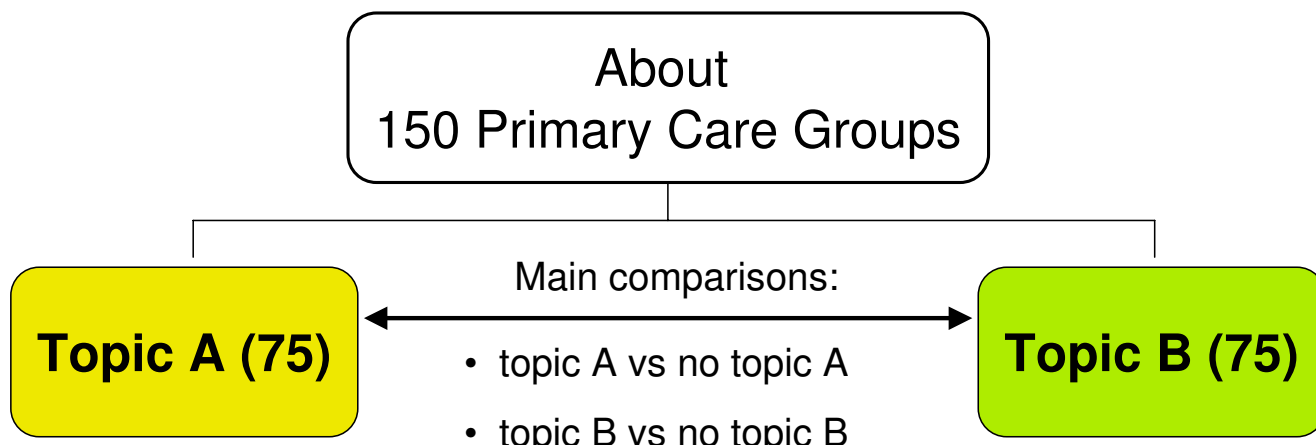 About
150 Primary Care Groups
Main comparisons:
Topic A (75)
Topic B (75)
• topic A vs no topic A
• topic B vs no topic B